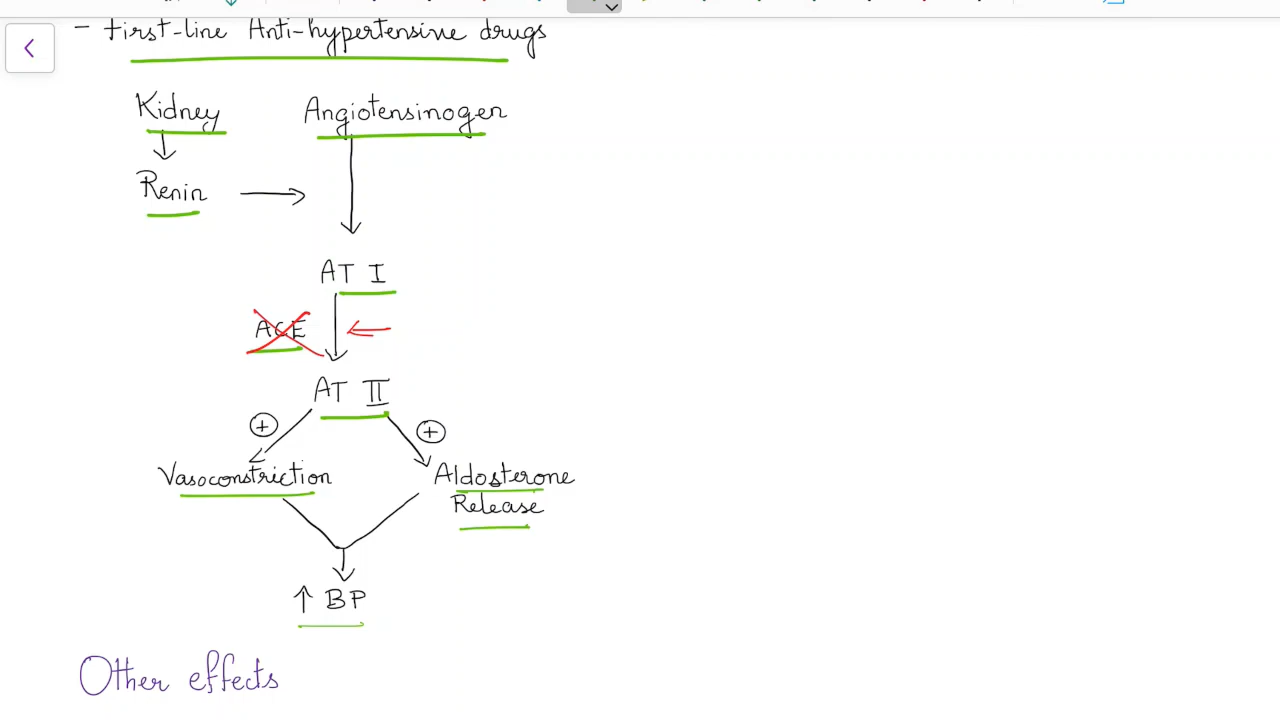 - First-line Anti-hypertensive drugs
Kidney
Angiotensinogen
Renin
AT I
ACE
AT II
+
+
Vasoconstriction
Aldosterone
Release
↑ BP
Other effects